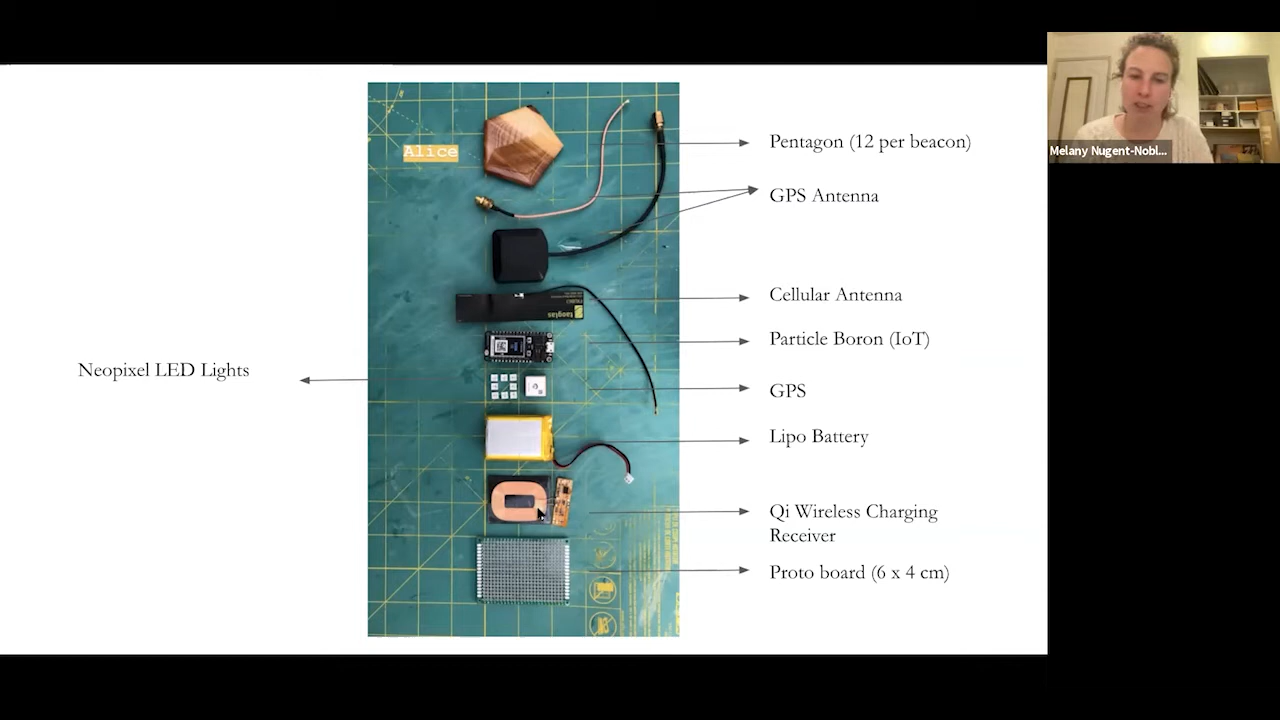 Alice
Pentagon (12 per beacon)
GPS Antenna
Cellular Antenna
Particle Boron (IoT)
Neopixel LED Lights
GPS
Lipo Battery
Qi Wireless Charging
Receiver
Proto board (6 x 4 cm)
taoglas
Melany Nugent-Nobl...